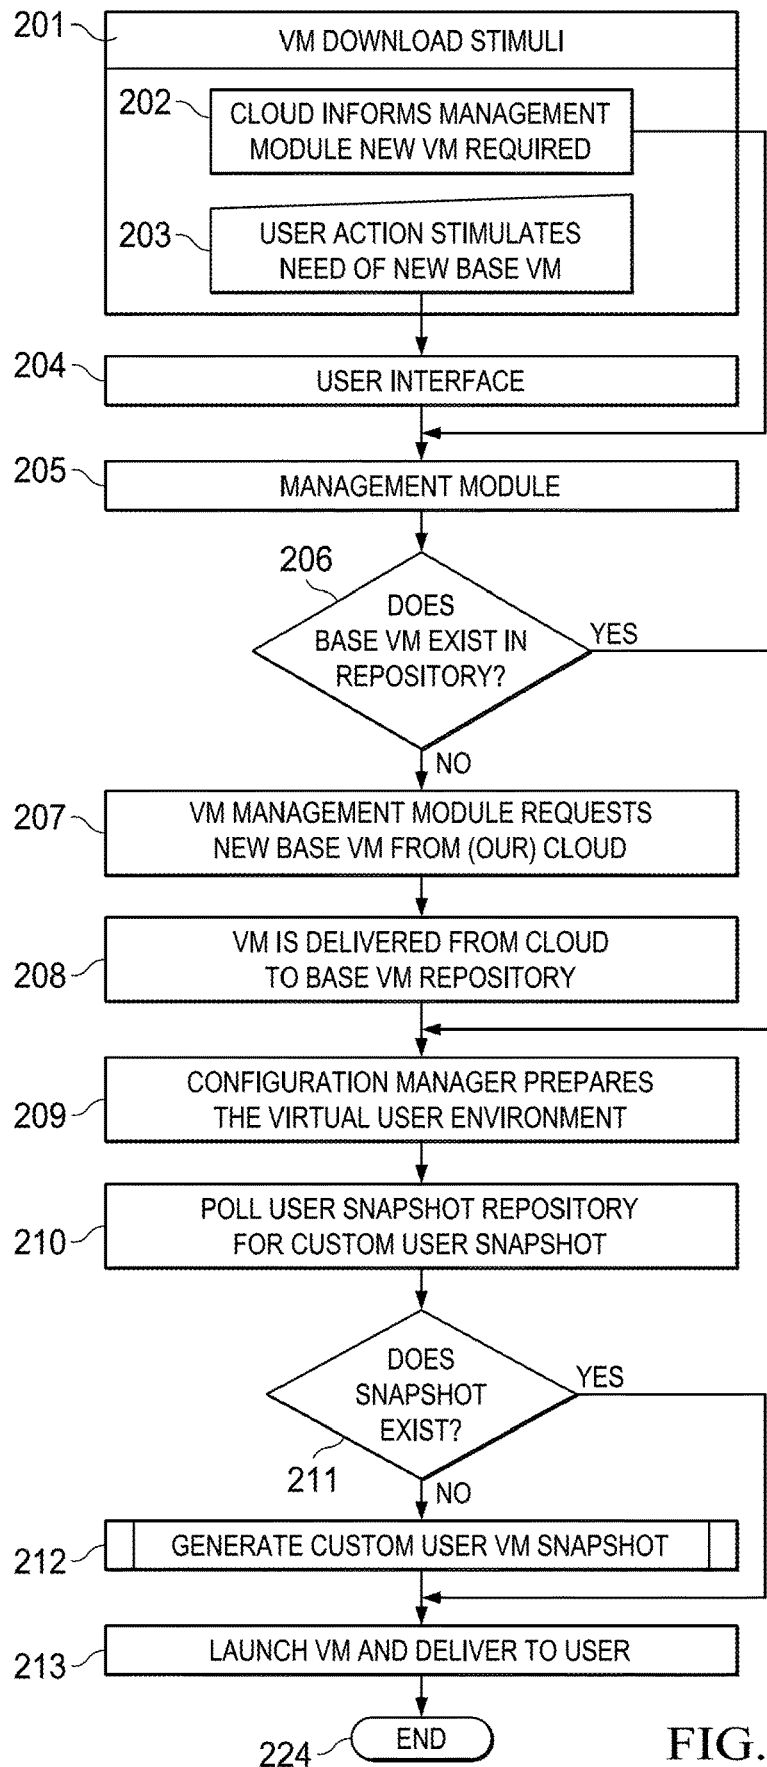 201
VM DOWNLOAD STIMULI
202
CLOUD INFORMS MANAGEMENT
MODULE NEW VM REQUIRED
203
USER ACTION STIMULATES
NEED OF NEW BASE VM
204
USER INTERFACE
205
MANAGEMENT MODULE
206
DOES
BASE VM EXIST IN
REPOSITORY?
YES
NO
207
VM MANAGEMENT MODULE REQUESTS
NEW BASE VM FROM (OUR) CLOUD
208
VM IS DELIVERED FROM CLOUD
TO BASE VM REPOSITORY
209
CONFIGURATION MANAGER PREPARES
THE VIRTUAL USER ENVIRONMENT
210
POLL USER SNAPSHOT REPOSITORY
FOR CUSTOM USER SNAPSHOT
DOES
SNAPSHOT
EXIST?
YES
211
NO
212
GENERATE CUSTOM USER VM SNAPSHOT
213
LAUNCH VM AND DELIVER TO USER
224
END
FIG.